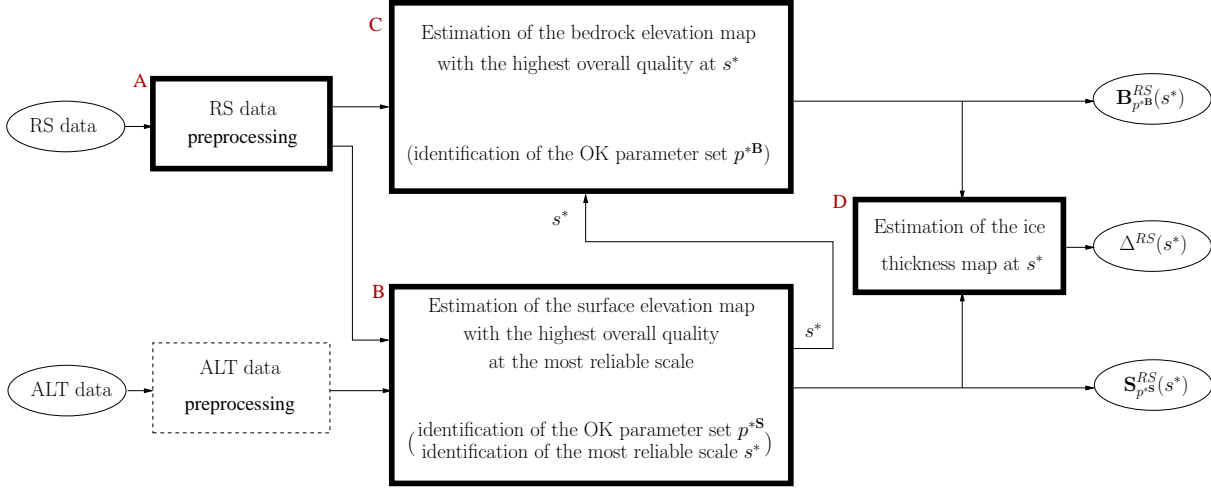 C
Estimation of the bedrock elevation map
with the highest overall quality at s*
(identification of the OK parameter set p*ᴮ)
A
RS data
RS data
preprocessing
B^{RS}_{p*B}(s*)
s*
D
Estimation of the ice
thickness map at s*
Δ^{RS}(s*)
B
Estimation of the surface elevation map
with the highest overall quality
at the most reliable scale
s*
(identification of the OK parameter set p*^S
identification of the most reliable scale s*)
ALT data
ALT data
preprocessing
S^{RS}_{p*S}(s*)